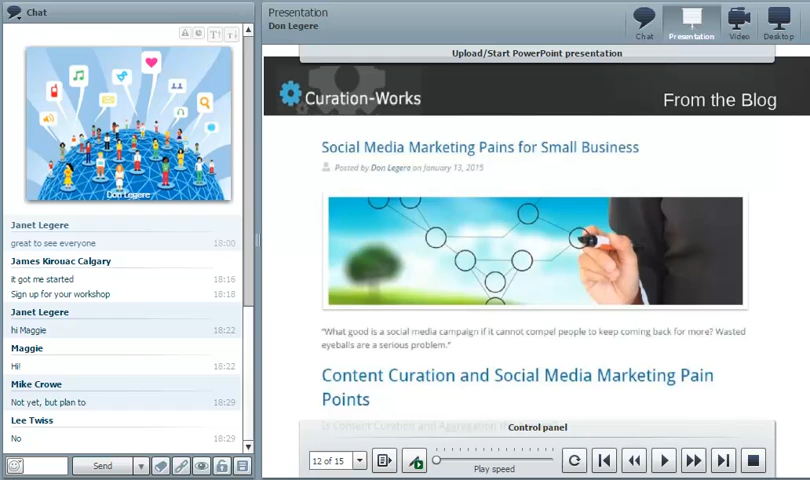 Chat
Don Legere
Janet Legere
great to see everyone 18:00
James Kirouac Calgary
it got me started 18:16
Sign up for your workshop 18:18
Janet Legere
hi Maggie 18:22
Maggie
Hi! 18:22
Mike Crowe
Not yet, but plan to 18:29
Lee Twiss
No 18:29
Send
Presentation
Don Legere
Chat
Presentation
Video
Desktop
Upload/Start PowerPoint presentation
Curation-Works
From the Blog
Social Media Marketing Pains for Small Business
Posted by Don Legere on January 13, 2015
"What good is a social media campaign if it cannot compel people to keep coming back for more? Wasted
eyeballs are a serious problem."
Content Curation and Social Media Marketing Pain
Points
Is Content Curation and Aggregation
Control panel
12 of 15
Play speed